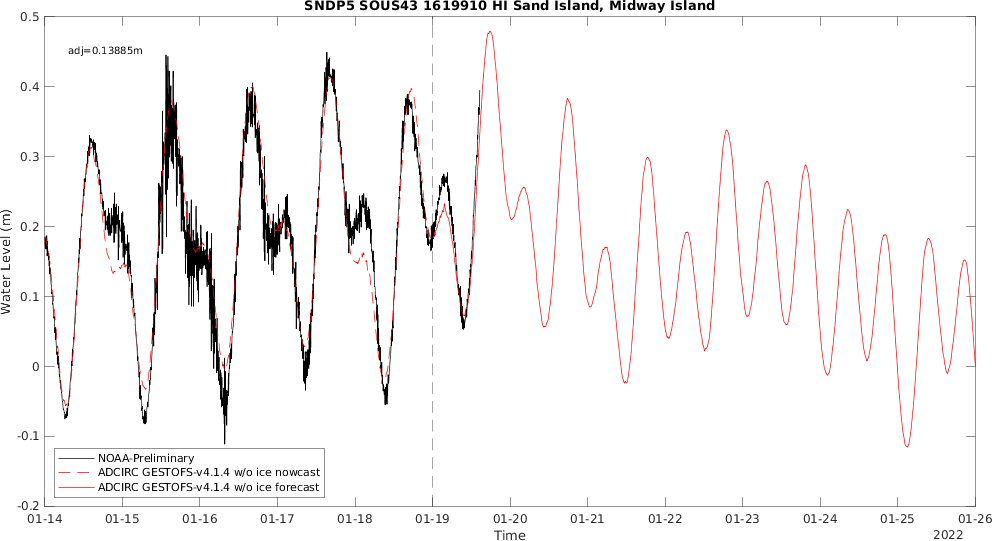 SNDP5 SOUS43 1619910 HI Sand Island, Midway Island
adj=0.13885m
0.5
0.4
0.3
0.2
0.1
0
-0.1
-0.2
Water Level (m)
NOAA-Preliminary
ADCIRC GESTOFS-v4.1.4 w/o ice nowcast
ADCIRC GESTOFS-v4.1.4 w/o ice forecast
01-14 01-15 01-16 01-17 01-18 01-19 01-20 01-21 01-22 01-23 01-24 01-25 01-26
Time
2022